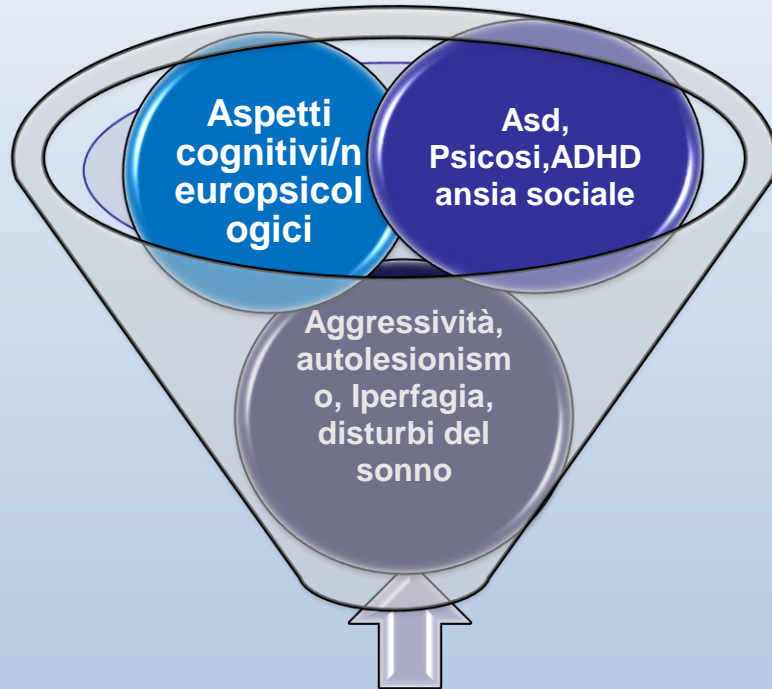 Aspetti
cognitivi/n
europsicol
ogici
Asd,
Psicosi,ADHD
ansia sociale
Aggressività,
autolesionism
o, Iperfagia,
disturbi del
sonno